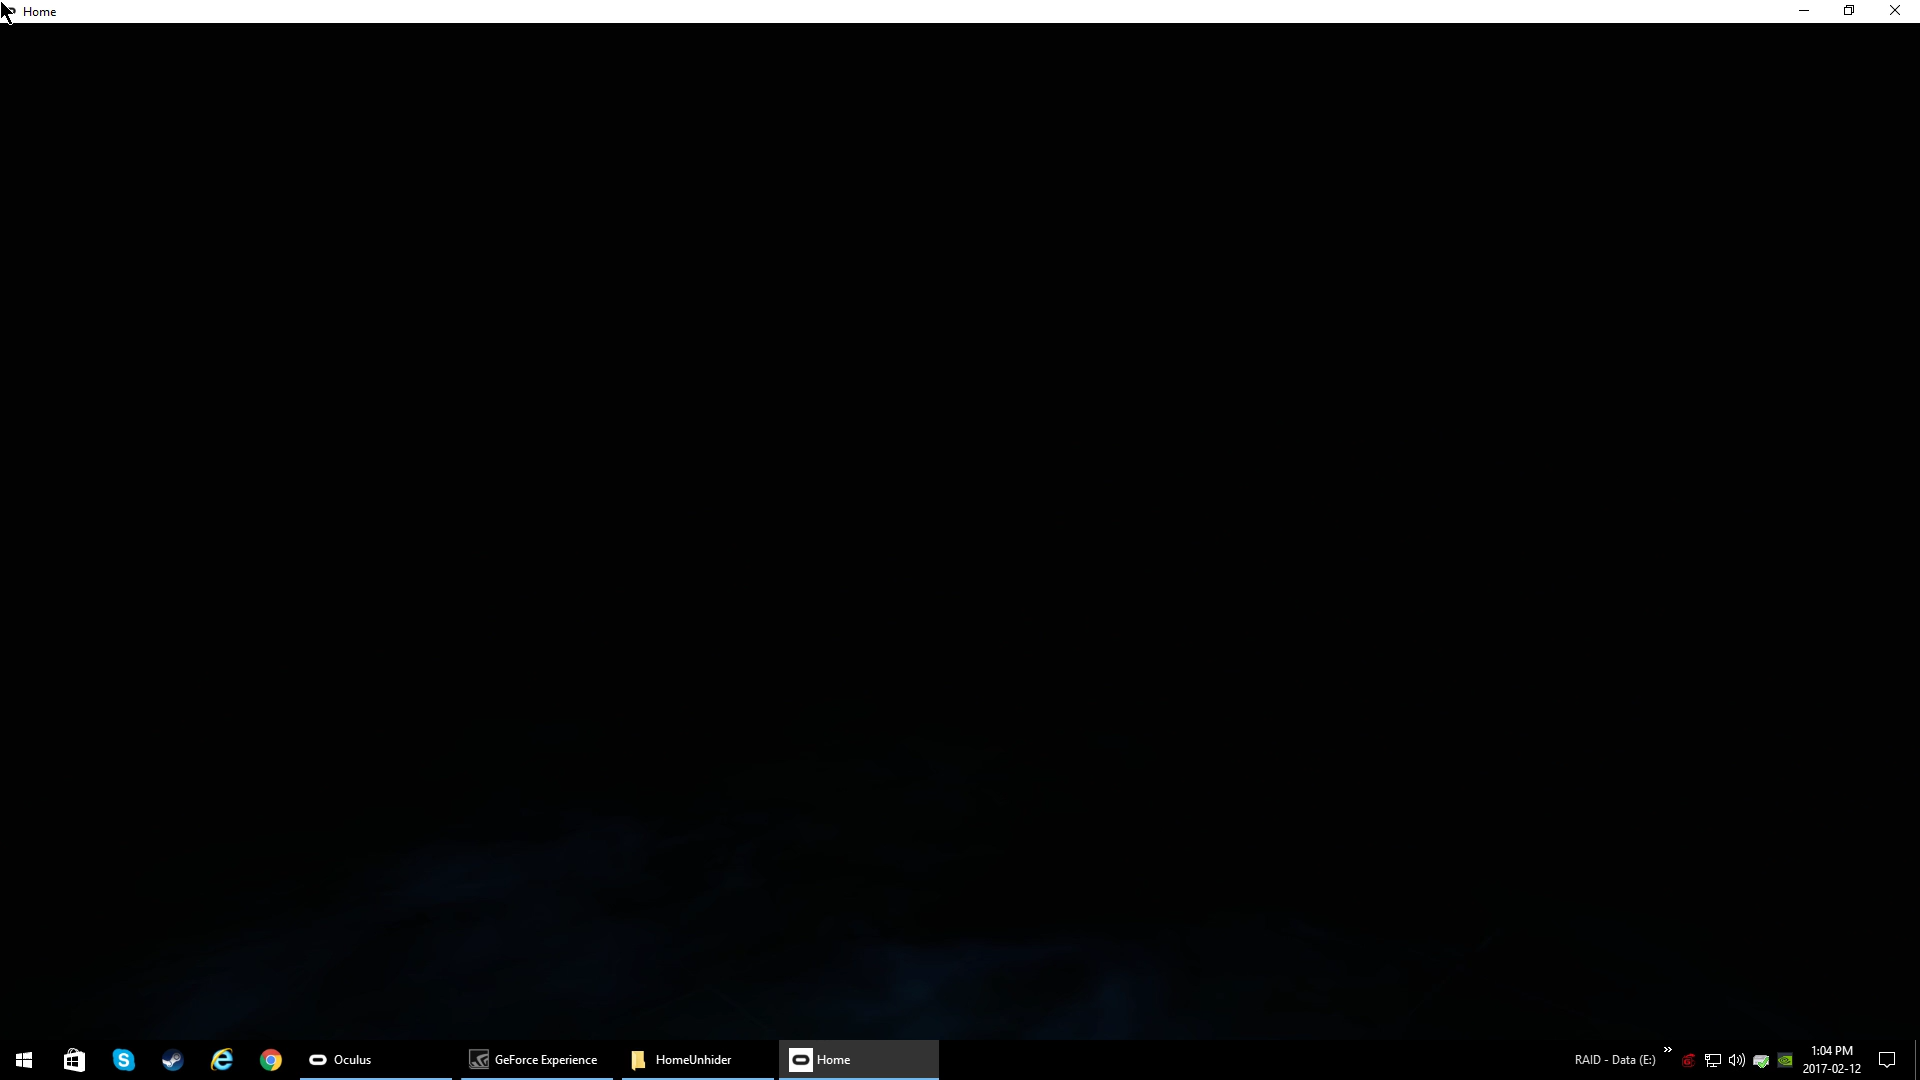 Home
Oculus
GeForce Experience
HomeUnhider
Home
RAID - Data (E:)
1:04 PM
2017-02-12